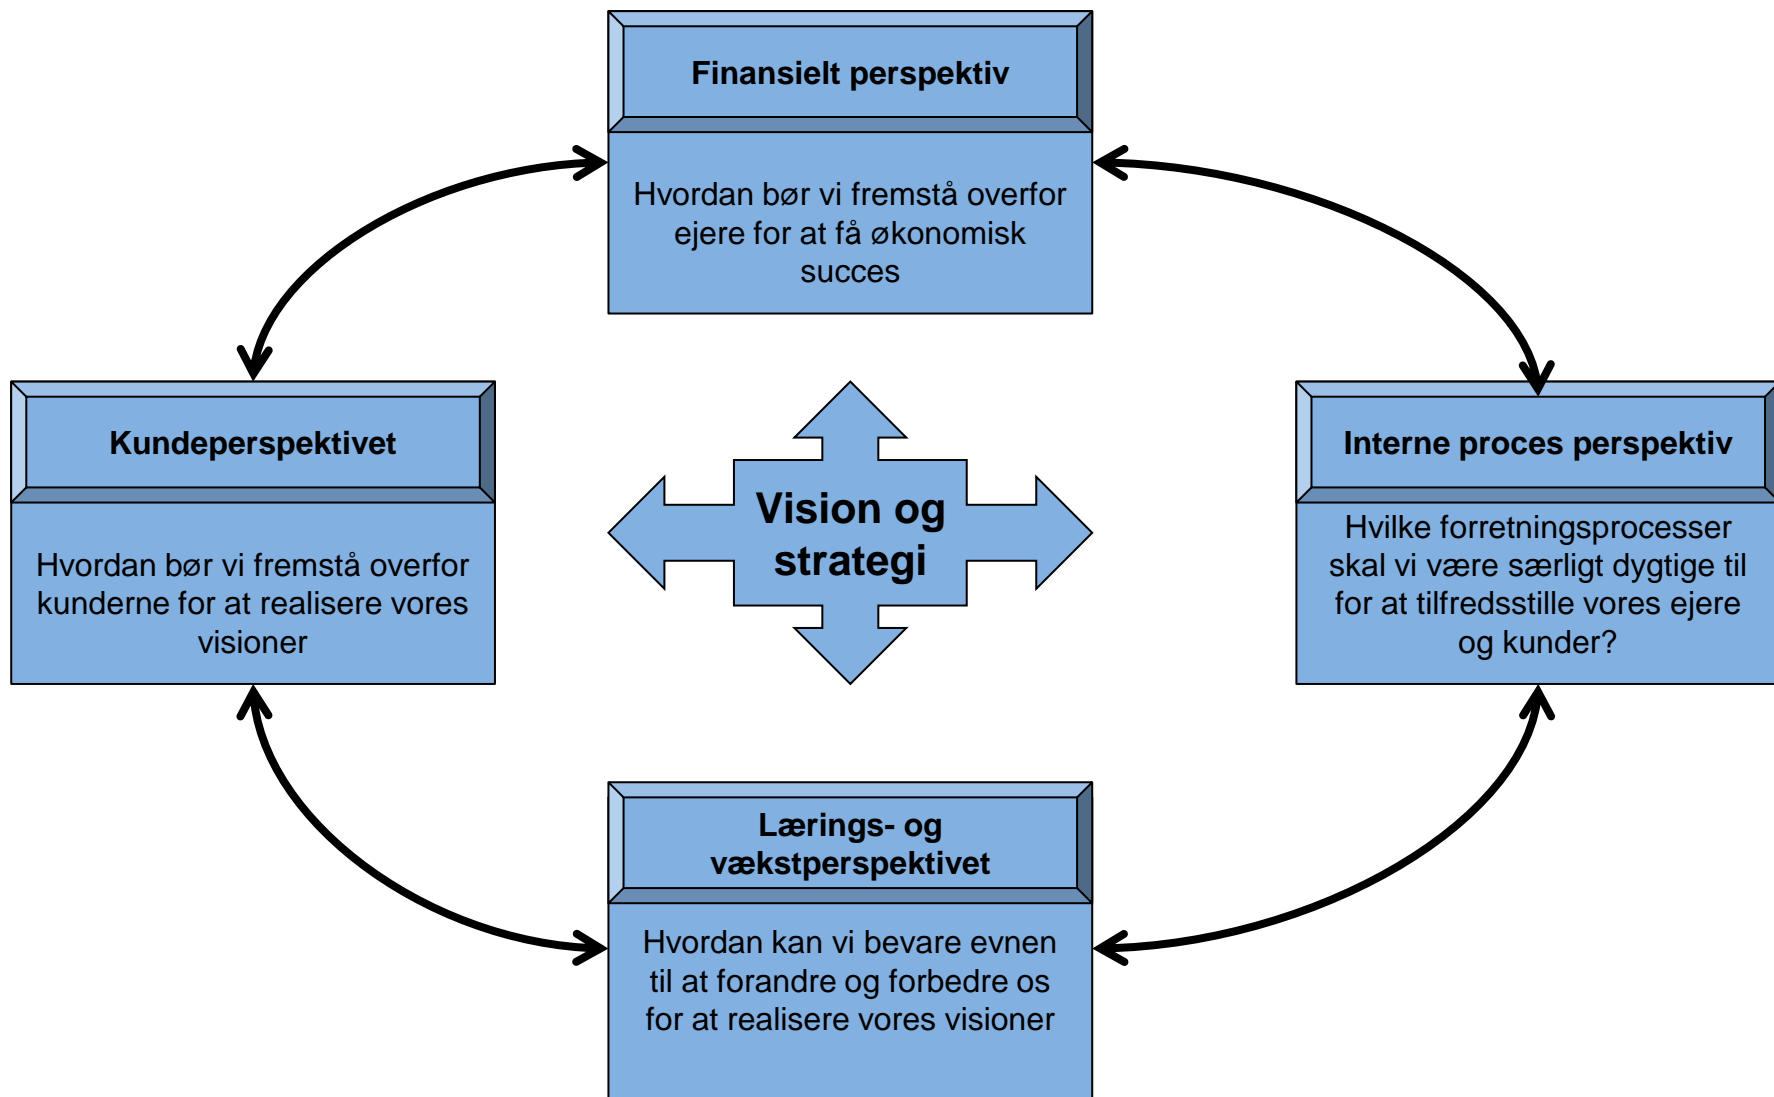 Finansielt perspektiv
Hvordan bør vi fremstå overfor
ejere for at få økonomisk
succes
Kundeperspektivet
Hvordan bør vi fremstå overfor
kunderne for at realisere vores
visioner
Vision og
strategi
Interne proces perspektiv
Hvilke forretningsprocesser
skal vi være særligt dygtige til
for at tilfredsstille vores ejere
og kunder?
Lærings- og
vækstperspektivet
Hvordan kan vi bevare evnen
til at forandre og forbedre os
for at realisere vores visioner